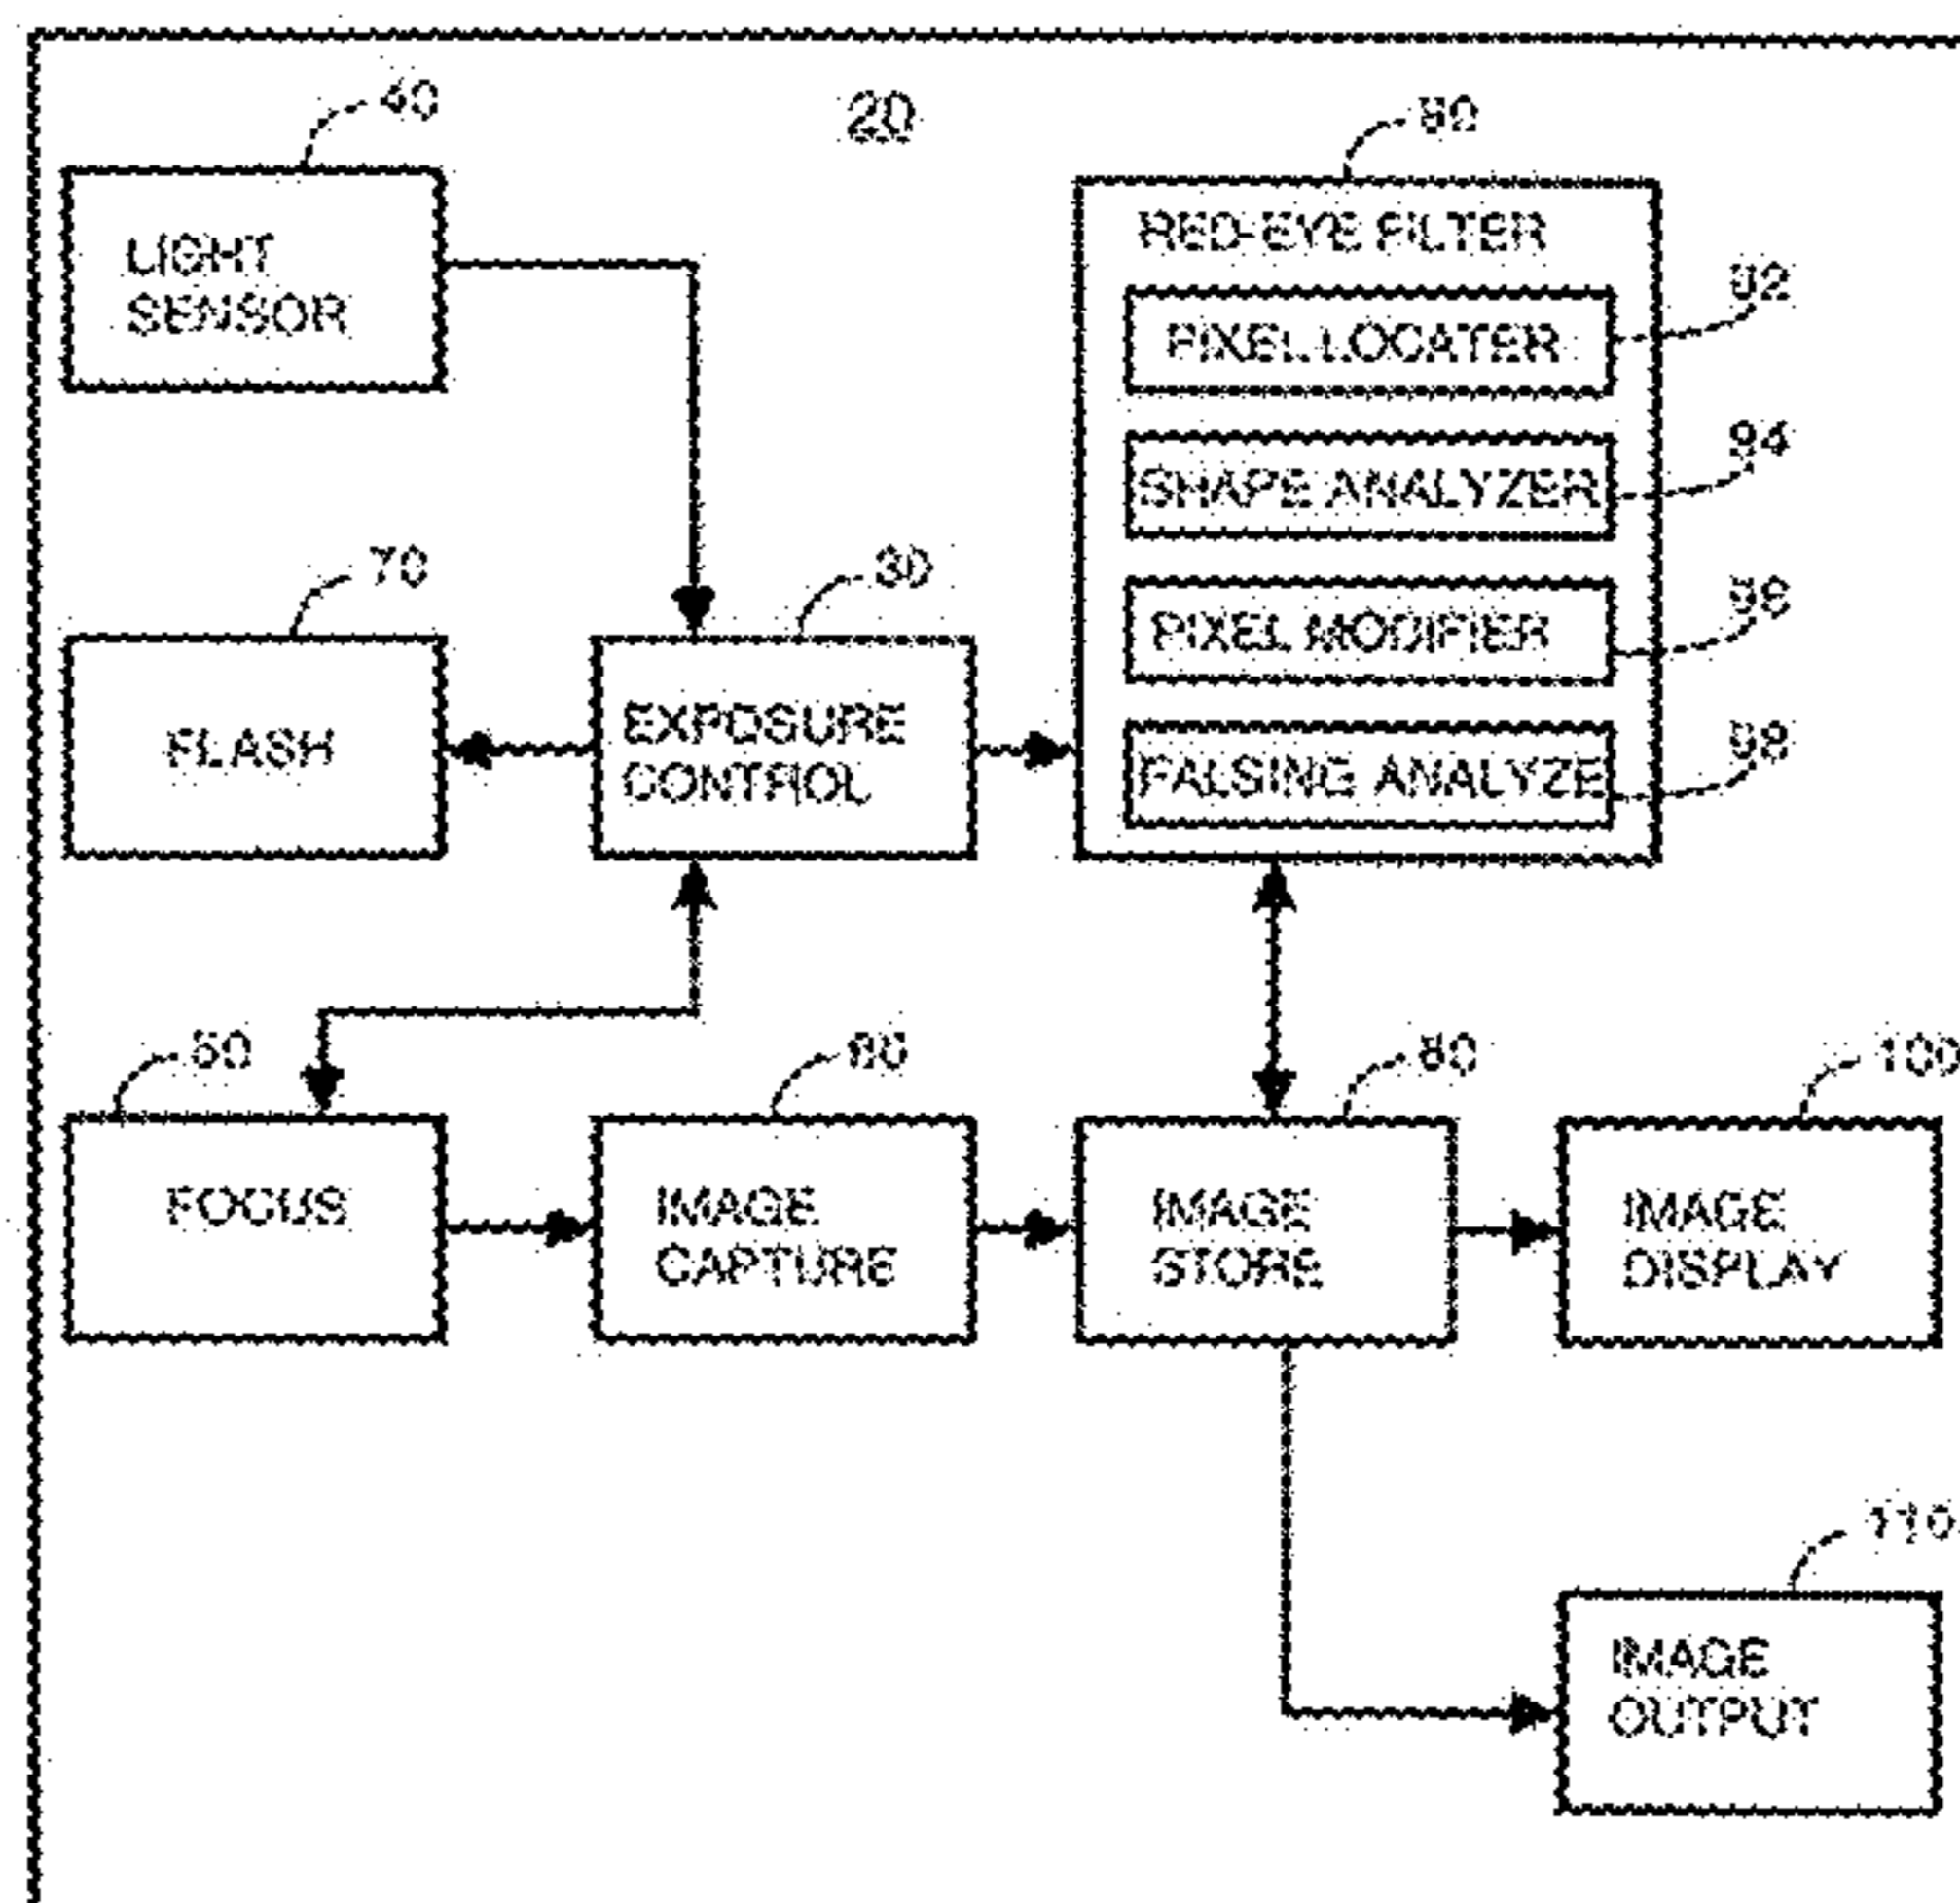 40
20
90
LIGHT
SENSOR
RED-EYE FILTER
92
PIXEL LOCATER
94
SHAPE ANALYZER
70
30
96
PIXEL MODIFIER
FLASH
EXPOSURE
CONTROL
98
FALSING ANALYZE
50
60
80
100
FOCUS
IMAGE
CAPTURE
IMAGE
STORE
IMAGE
DISPLAY
110
IMAGE
OUTPUT